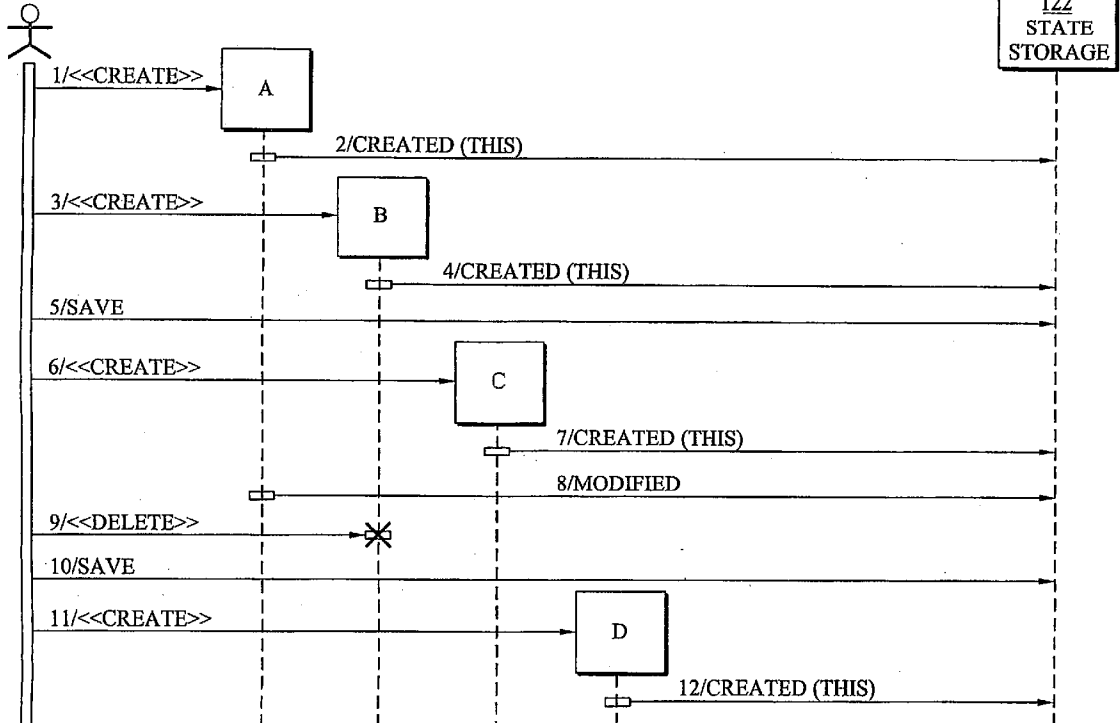 122
STATE
STORAGE
1/<<CREATE>>
A
2/CREATED (THIS)
3/<<CREATE>>
B
4/CREATED (THIS)
5/SAVE
6/<<CREATE>>
C
7/CREATED (THIS)
8/MODIFIED
9/<<DELETE>>
10/SAVE
11/<<CREATE>>
D
12/CREATED (THIS)